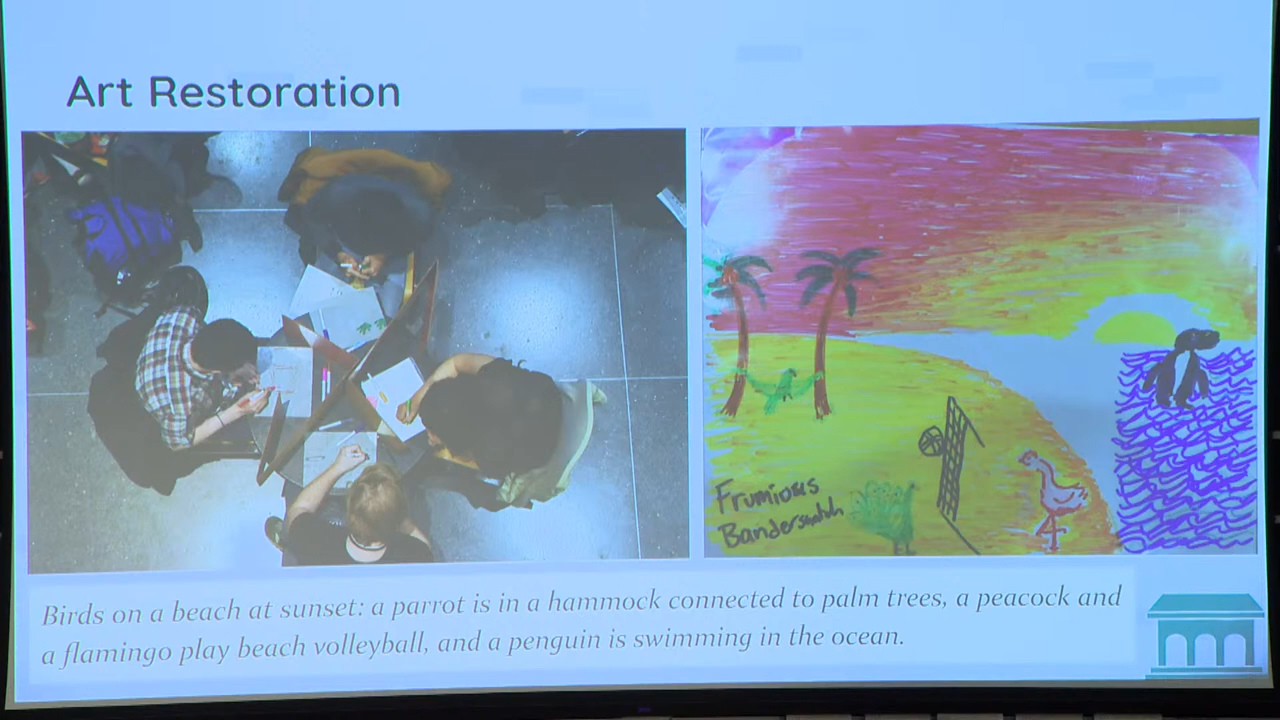 Art Restoration
Frumious
Bandersnatch
Birds on a beach at sunset: a parrot is in a hammock connected to palm trees, a peacock and
a flamingo play beach volleyball, and a penguin is swimming in the ocean.